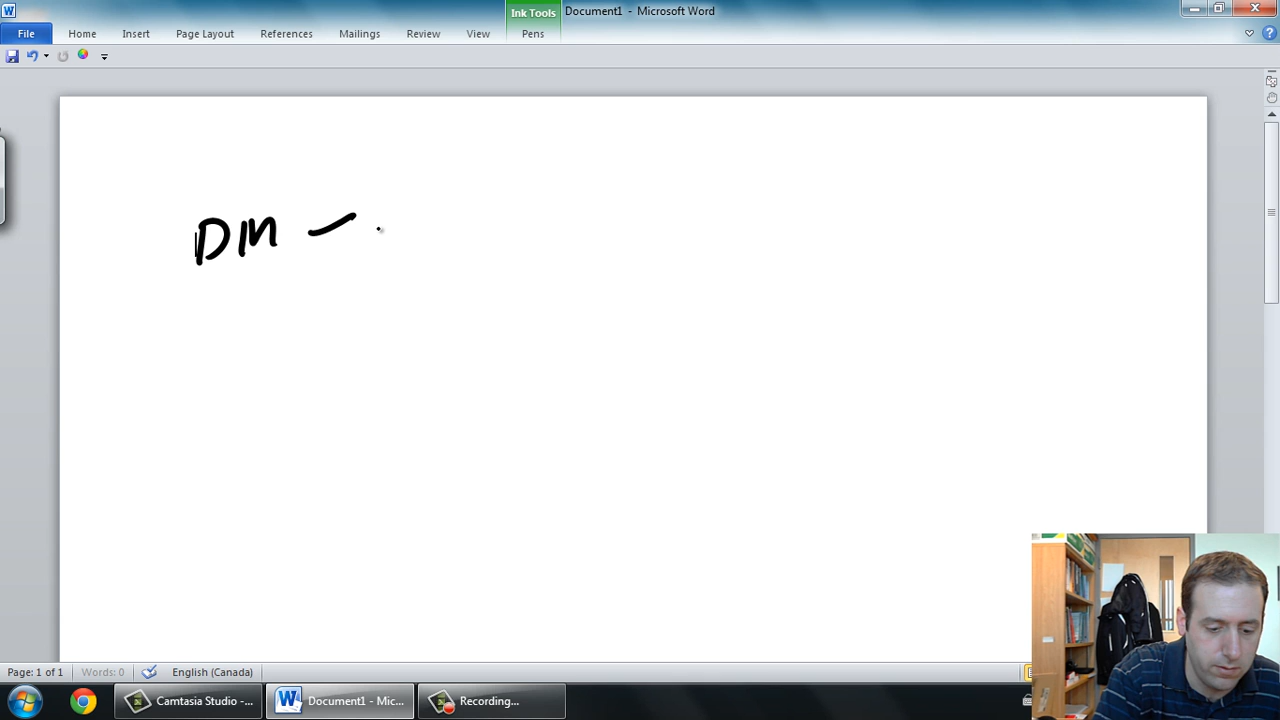 Ink Tools
Document1 - Microsoft Word
File Home Insert Page Layout References Mailings Review View Pens
DM –
Page: 1 of 1 Words: 0 English (Canada)
Camtasia Studio -... Document1 - Mic... Recording...